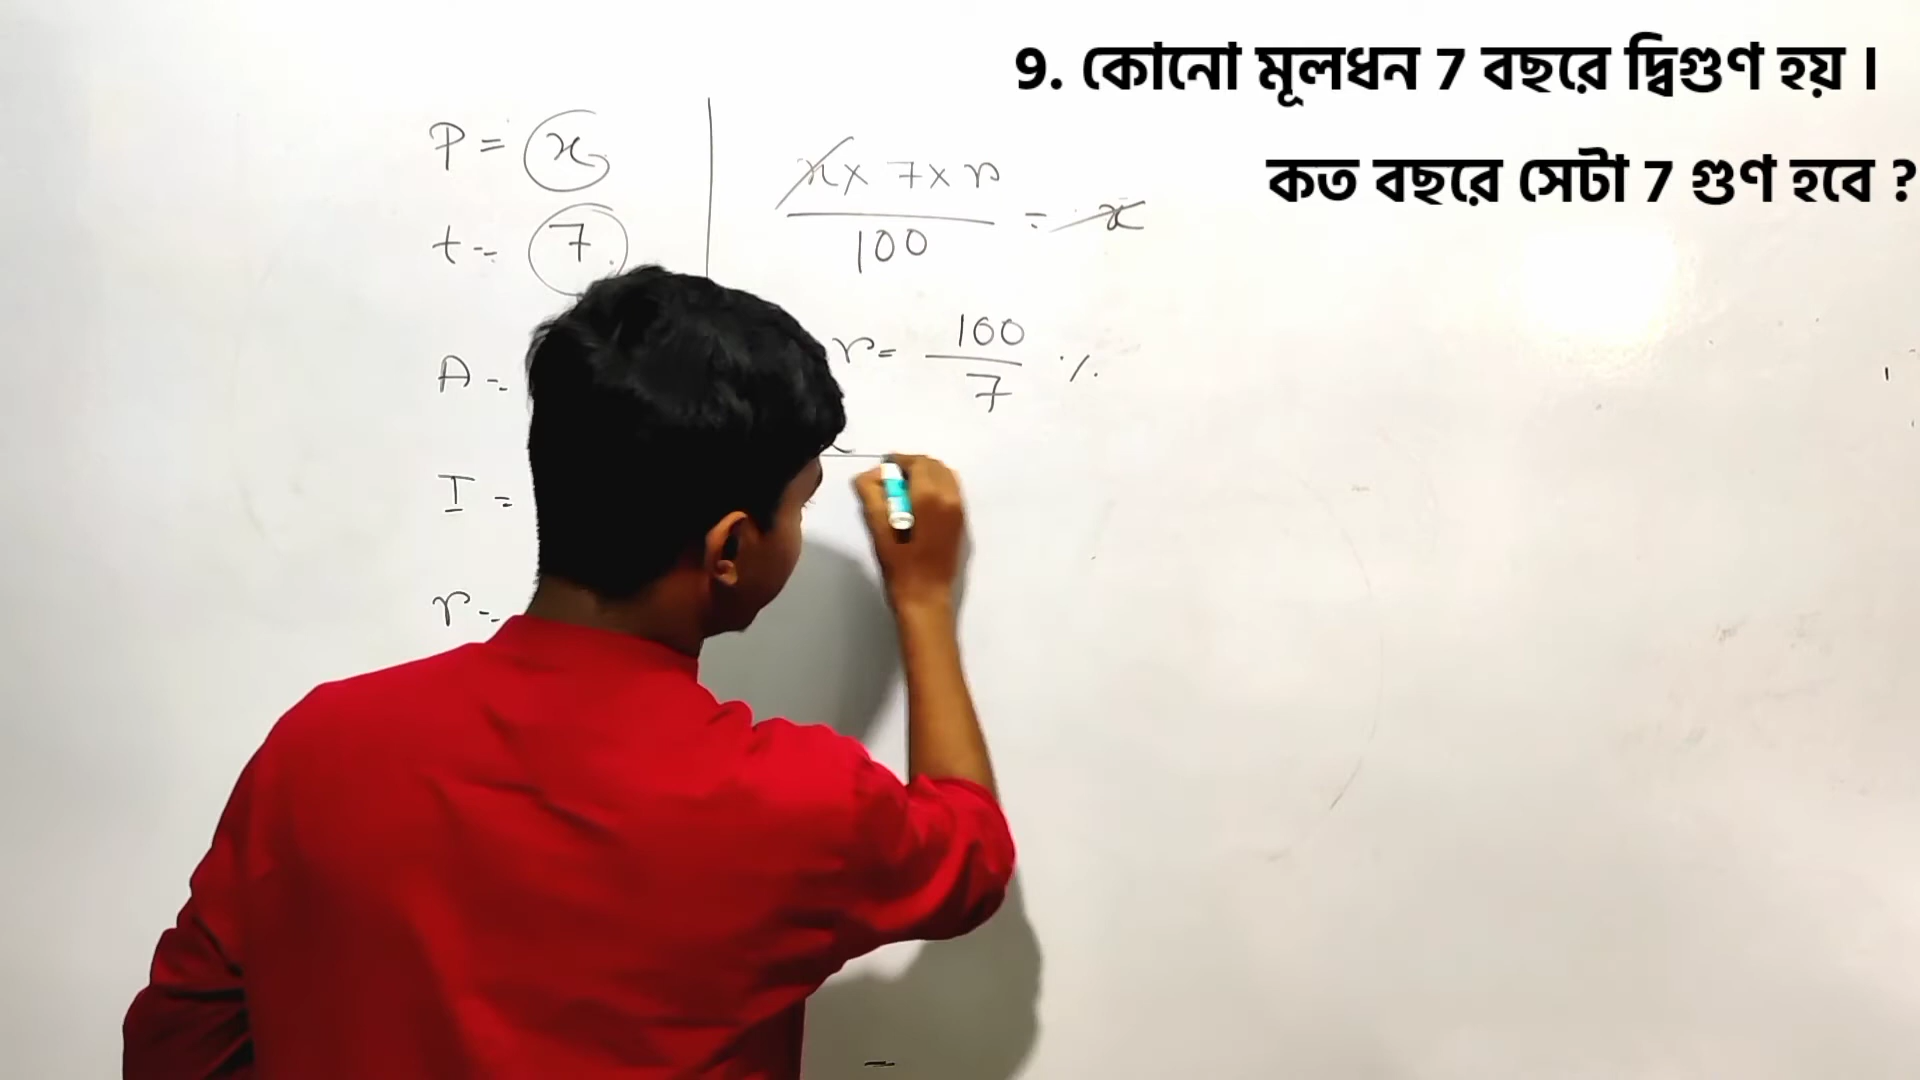 9. কোনো মূলধন 7 বছরে দ্বিগুণ হয় ।
কত বছরে সেটা 7 গুণ হবে ?
P = x
t = 7
A =
I =
r =
x × 7 × r
100
= x
r = 100
7
%